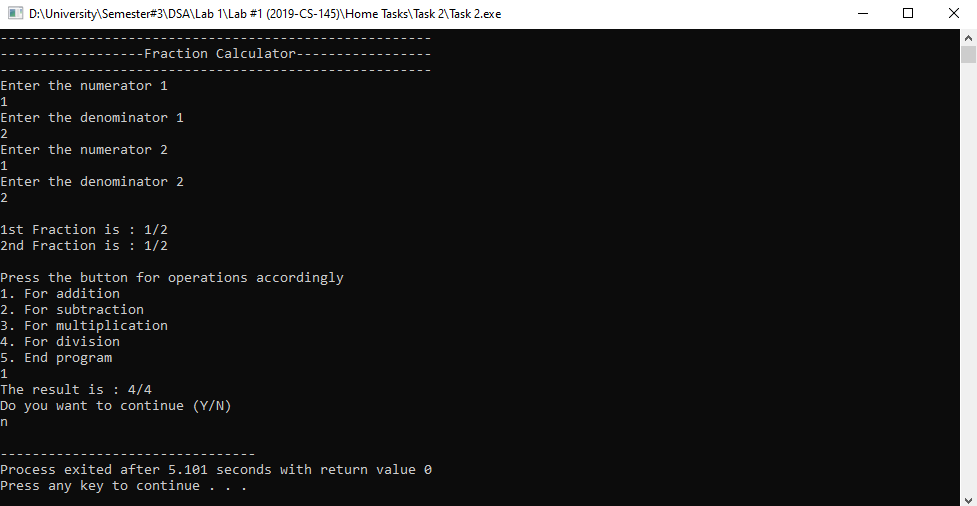 D:\University\Semester#3\DSA\Lab 1\Lab #1 (2019-CS-145)\Home Tasks\Task 2\Task 2.exe
------------------------------------------------------
------------------Fraction Calculator-----------------
------------------------------------------------------
Enter the numerator 1
1
Enter the denominator 1
2
Enter the numerator 2
1
Enter the denominator 2
2
1st Fraction is : 1/2
2nd Fraction is : 1/2
Press the button for operations accordingly
1. For addition
2. For subtraction
3. For multiplication
4. For division
5. End program
1
The result is : 4/4
Do you want to continue (Y/N)
n
--------------------------------
Process exited after 5.101 seconds with return value 0
Press any key to continue . . .